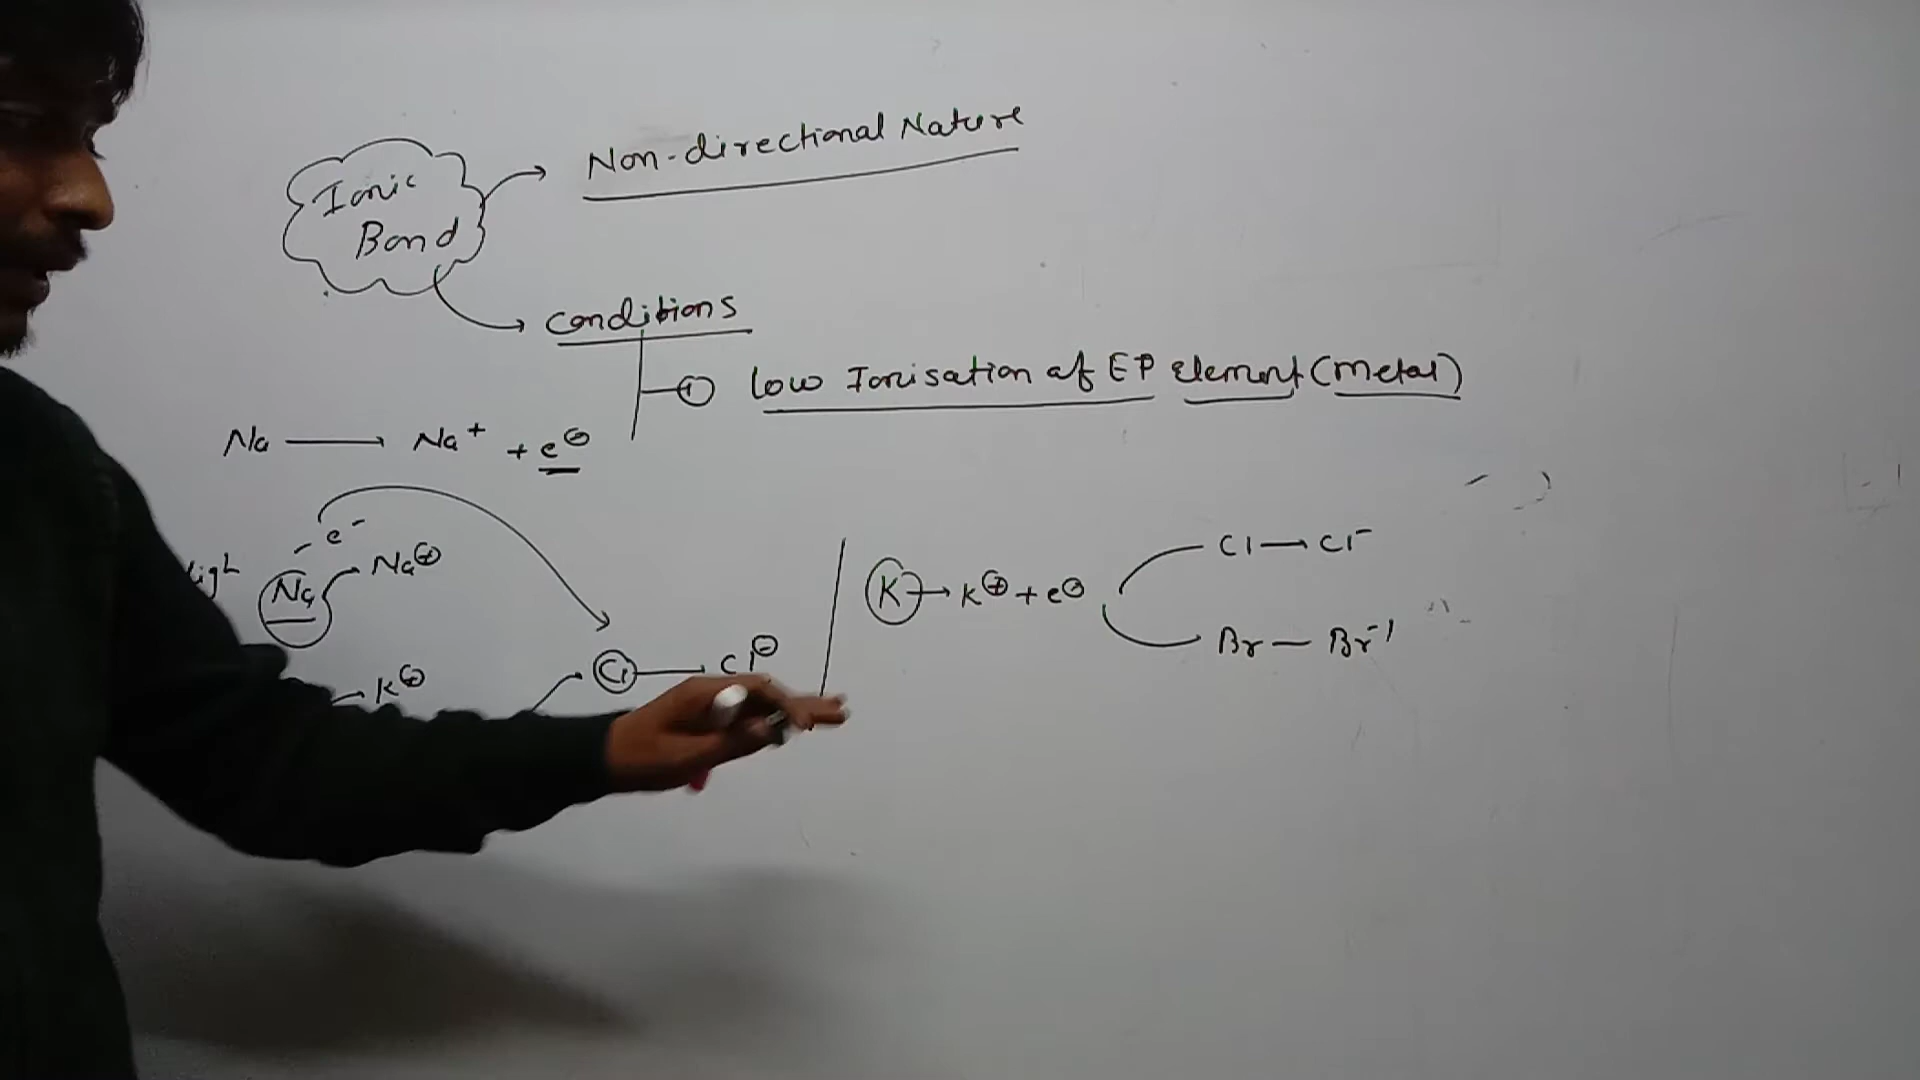 Ionic
Bond
Non-directional Nature
Conditions
① low Ionisation of EP Element (metal)
Na → Na⁺ + e⊖
e⁻
Na → Na⊕
K⊕
Cl — Cl⊖
K → K⊕ + e⊖
Cl → Cl⁻
Br — Br⁻¹